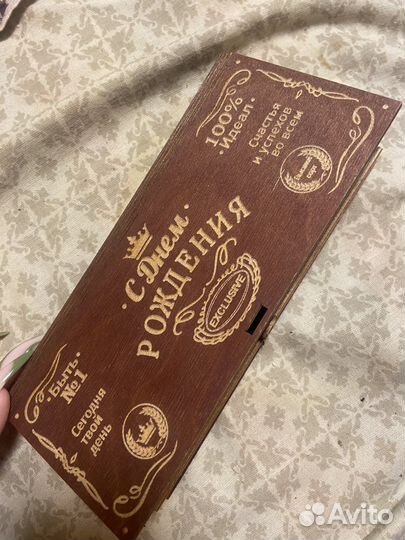 ·Быть·
№1
Сегодня
твой
день
·С Днем·
РОЖДЕНИЯ
EXCLUSIVE
100%
·Идеал·
счастья
и успехов
во всем
Avito